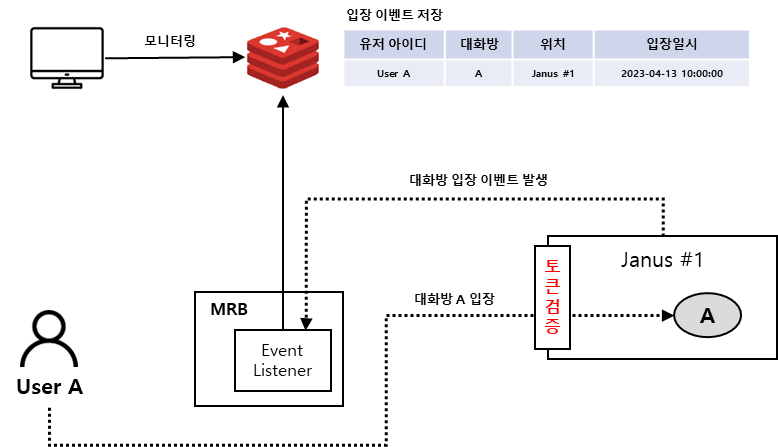 입장 이벤트 저장
모니터링
유저 아이디 대화방 위치 입장일시
User A A Janus #1 2023-04-13 10:00:00
대화방 입장 이벤트 발생
Janus #1
토
큰
검
증
A
대화방 A 입장
MRB
Event
Listener
User A